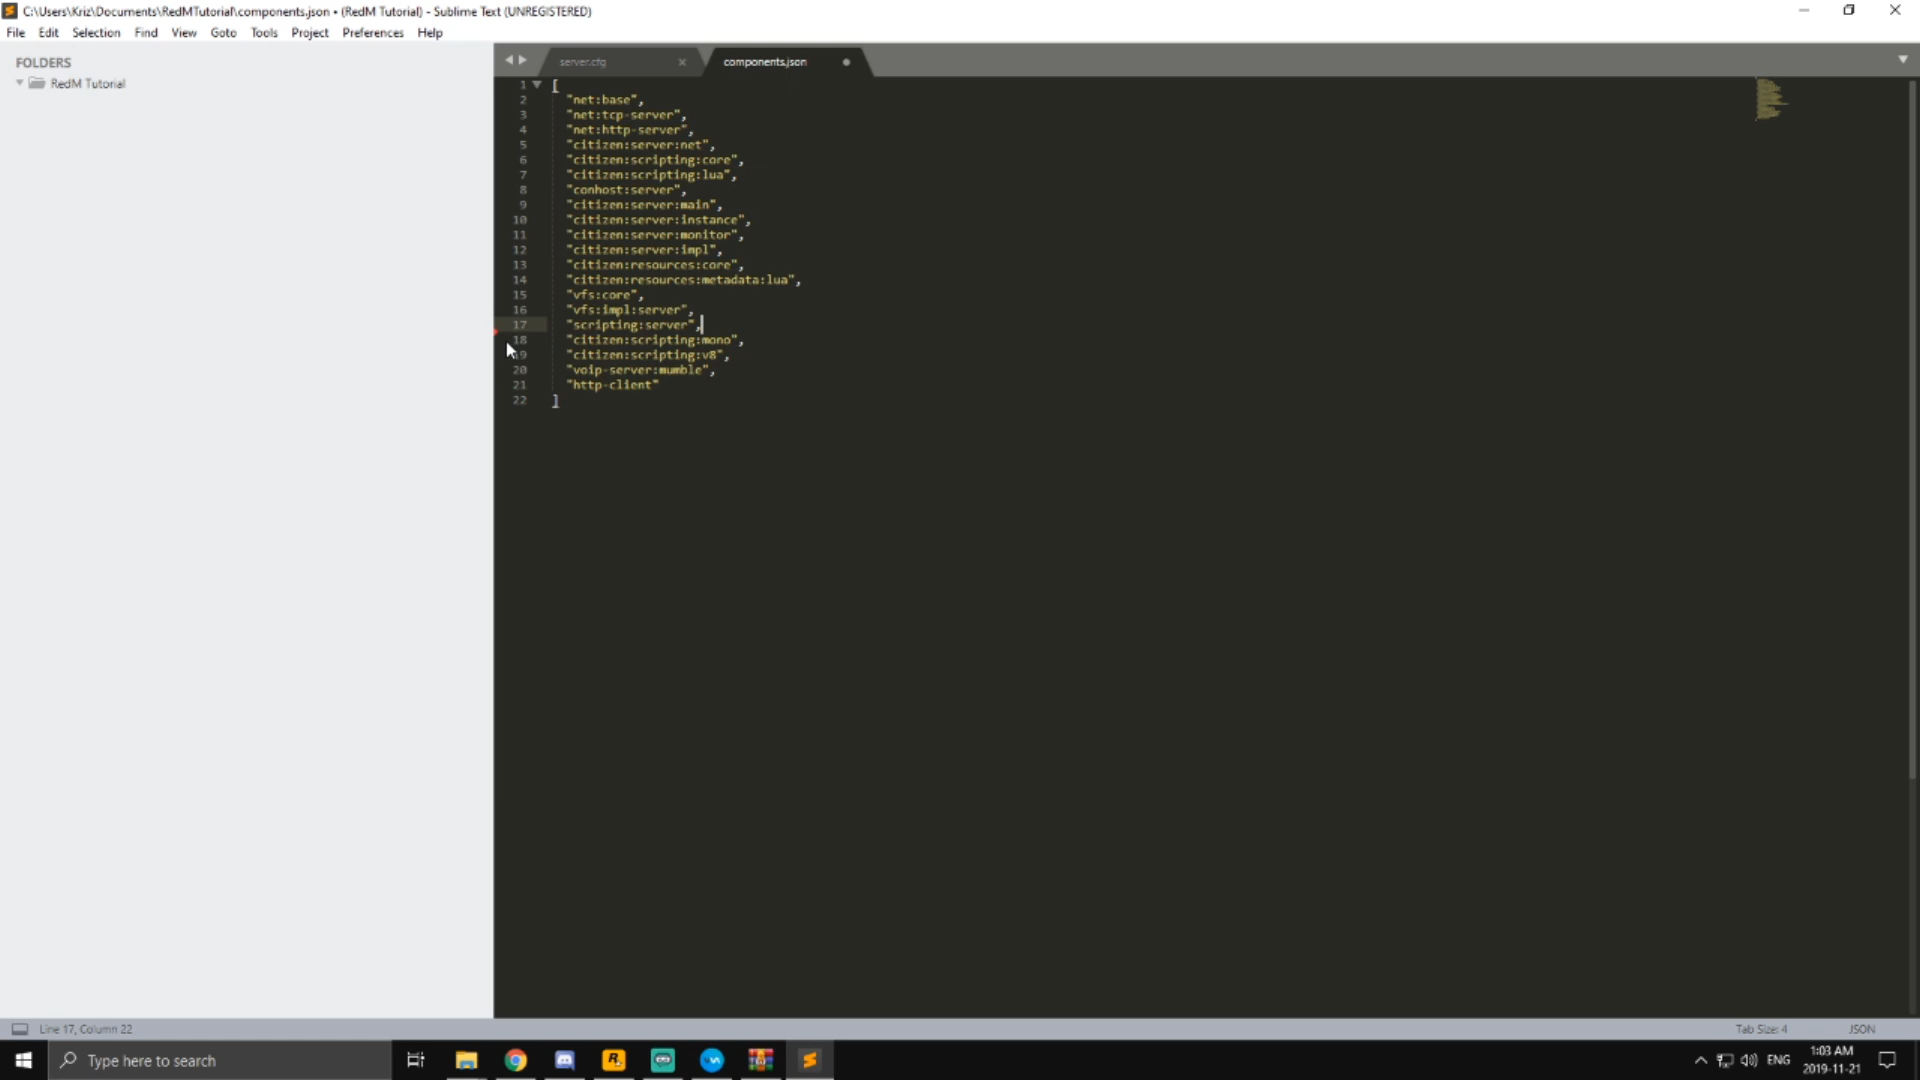 C:\Users\Kriz\Documents\RedMTutorial\components.json • (RedM Tutorial) - Sublime Text (UNREGISTERED)
File Edit Selection Find View Goto Tools Project Preferences Help
FOLDERS
RedM Tutorial
server.cfg
components.json
1 [
2 "net:base",
3 "net:tcp-server",
4 "net:http-server",
5 "citizen:server:net",
6 "citizen:scripting:core",
7 "citizen:scripting:lua",
8 "conhost:server",
9 "citizen:server:main",
10 "citizen:server:instance",
11 "citizen:server:monitor",
12 "citizen:server:impl",
13 "citizen:resources:core",
14 "citizen:resources:metadata:lua",
15 "vfs:core",
16 "vfs:impl:server",
17 "scripting:server",
18 "citizen:scripting:mono",
19 "citizen:scripting:v8",
20 "voip-server:mumble",
21 "http-client"
22 ]
Line 17, Column 22
Tab Size: 4
JSON
Type here to search
ENG
1:03 AM
2019-11-21